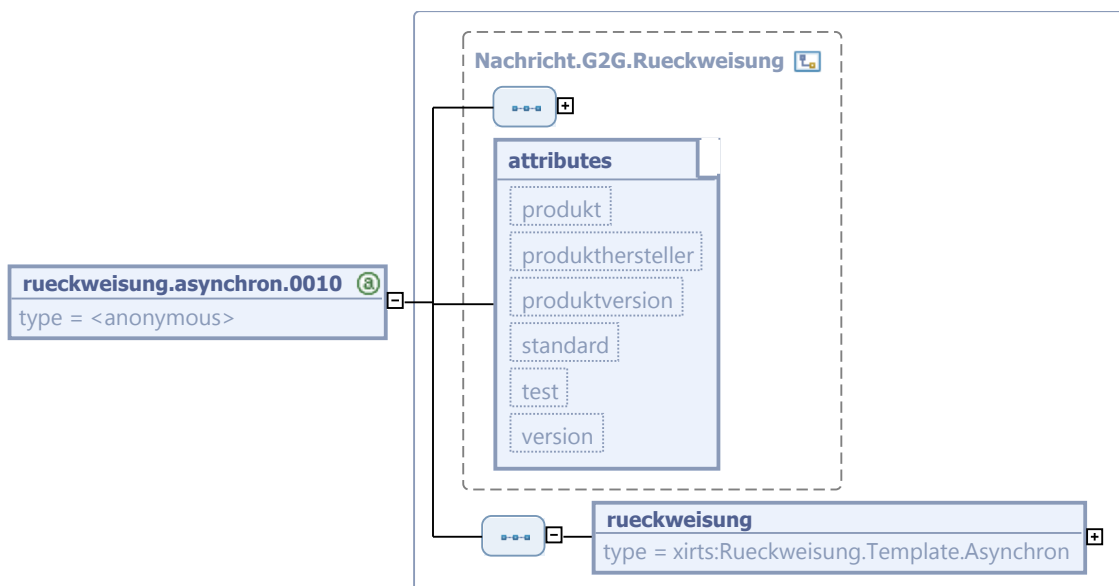 Nachricht.G2G.Rueckweisung
attributes
produkt
produkthersteller
produktversion
standard
test
version
rueckweisung.asynchron.0010 a
type = <anonymous>
rueckweisung
type = xirts:Rueckweisung.Template.Asynchron